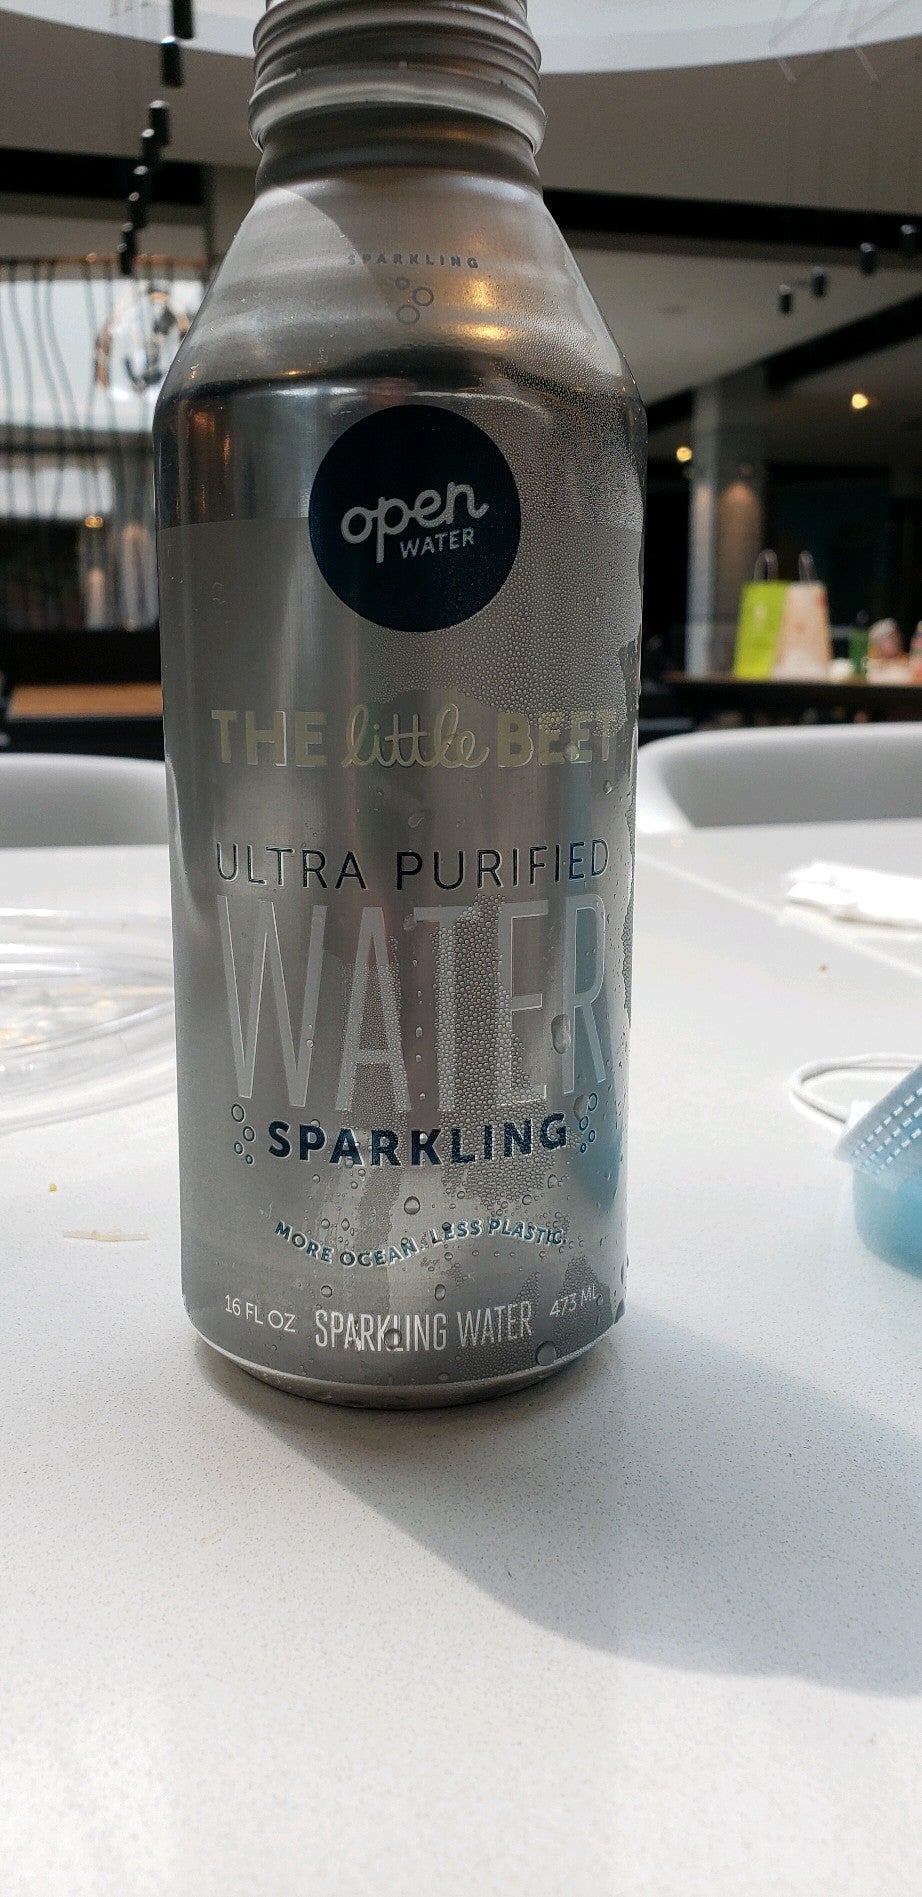 SPARKLING
open
WATER
THE little BEET
ULTRA PURIFIED
WATER
SPARKLING
MORE OCEAN. LESS PLASTIC.
16 FL OZ SPARKLING WATER 473 ML